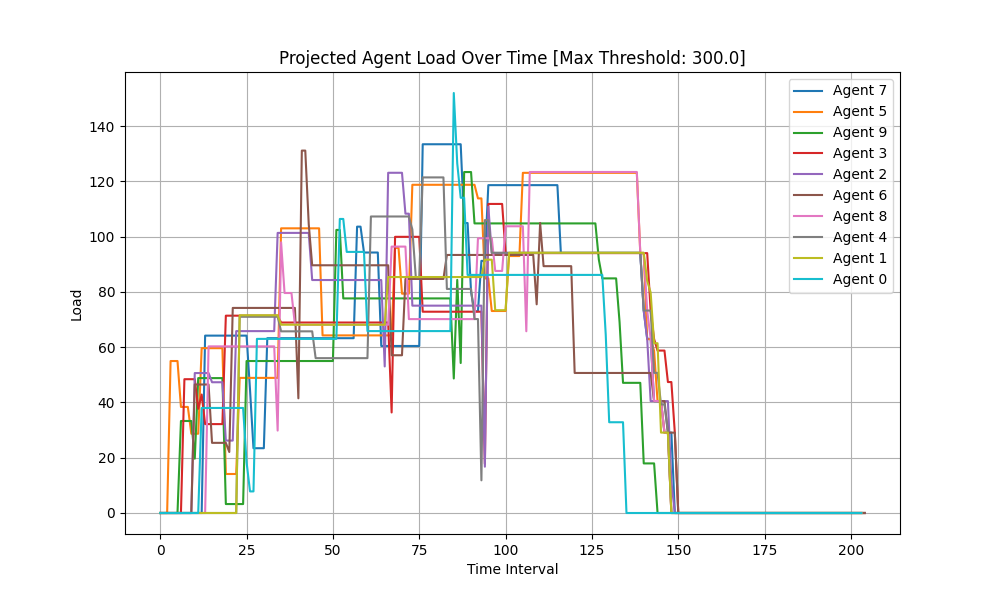 Projected Agent Load Over Time [Max Threshold: 300.0]
Agent 7
Agent 5
Agent 9
Agent 3
Agent 2
Agent 6
Agent 8
Agent 4
Agent 1
Agent 0
Load
140
120
100
80
60
40
20
0
0 25 50 75 100 125 150 175 200
Time Interval